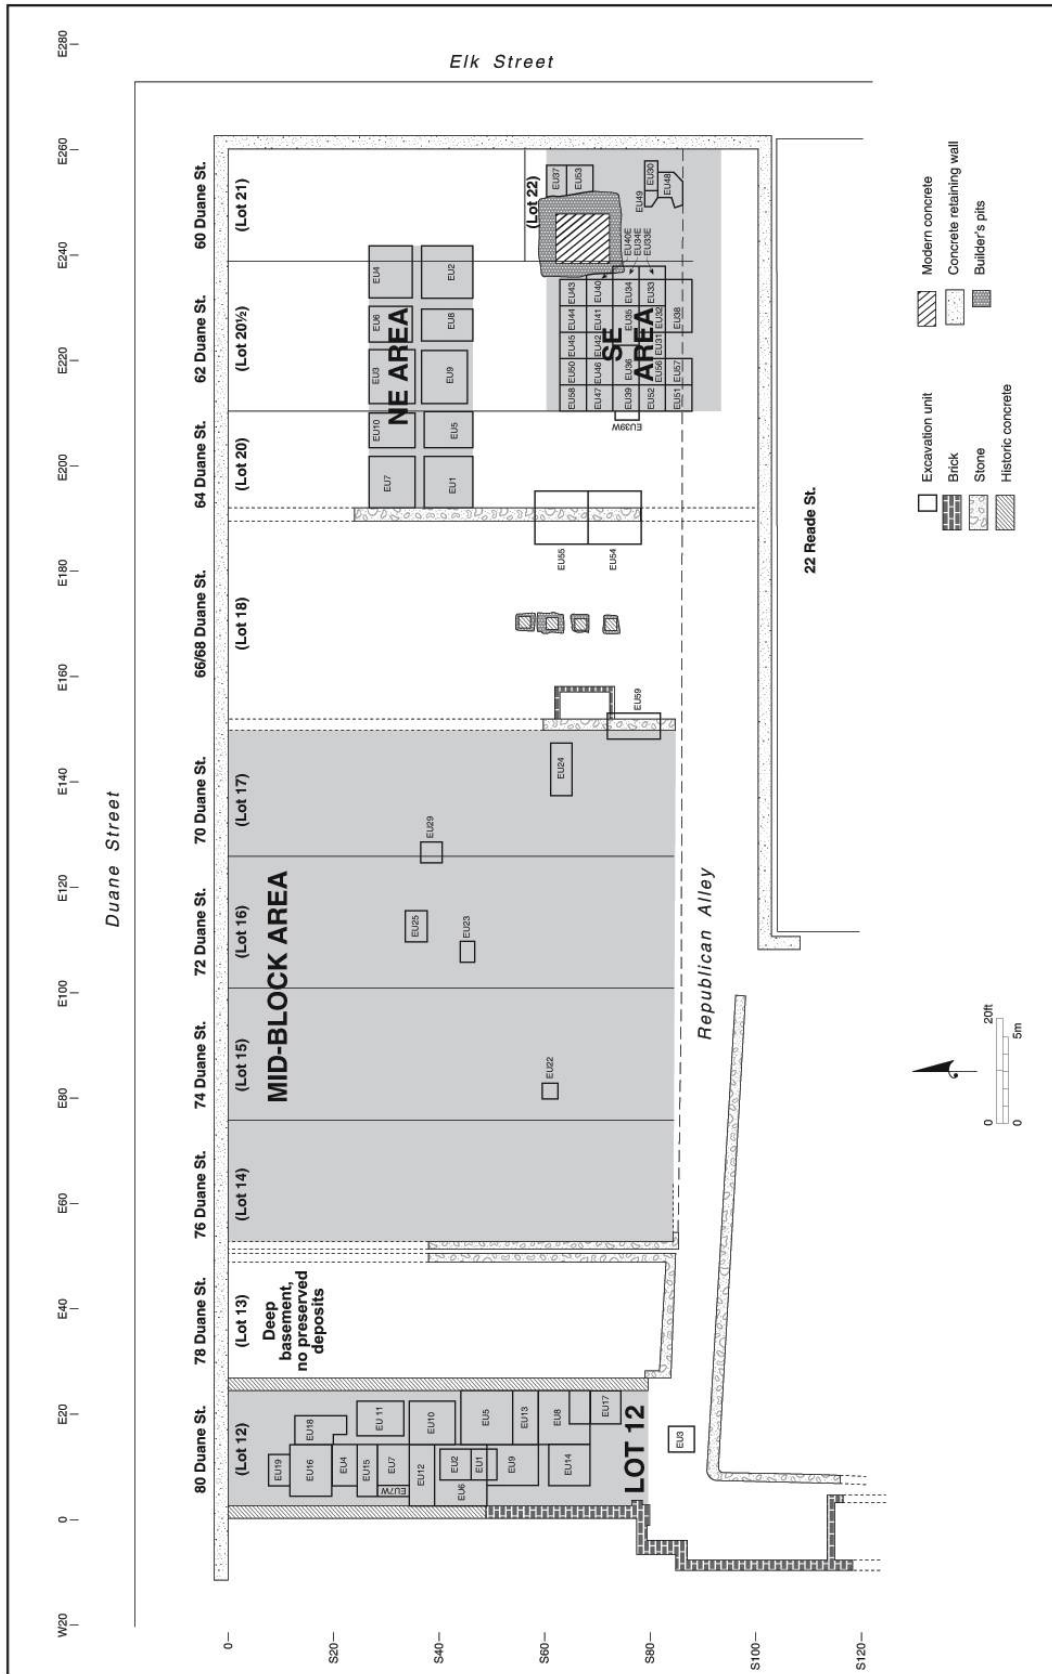 E280
E260
E240
E220
E200
E180
E160
E140
E120
E100
E80
E60
E40
E20
0
W20
Elk Street
Duane Street
60 Duane St.
(Lot 21)
(Lot 22)
62 Duane St.
(Lot 20½)
64 Duane St.
(Lot 20)
66/68 Duane St.
(Lot 18)
70 Duane St.
(Lot 17)
72 Duane St.
(Lot 16)
74 Duane St.
(Lot 15)
76 Duane St.
(Lot 14)
78 Duane St.
(Lot 13)
80 Duane St.
(Lot 12)
NE AREA
EU4
EU2
EU6
EU8
EU3
EU9
EU10
EU5
EU7
EU1
SE
AREA
EU37
EU53
EU30
EU49
EU48
EU40E
EU34E
EU33E
EU43
EU40
EU34
EU33
EU44
EU41
EU35
EU32
EU38
EU45
EU42
EU31
EU50
EU46
EU36
EU56
EU57
EU58
EU47
EU39
EU52
EU51
EU39W
EU55
EU54
EU59
MID-BLOCK AREA
EU24
EU29
EU25
EU23
EU22
Deep
basement,
no preserved
deposits
LOT 12
EU18
EU 11
EU10
EU5
EU13
EU8
EU17
EU19
EU16
EU4
EU15
EU7
EU7W
EU12
EU2
EU1
EU9
EU14
EU6
EU3
Republican Alley
22 Reade St.
Modern concrete
Concrete retaining wall
Builder's pits
Excavation unit
Brick
Stone
Historic concrete
0
20ft
0
5m
0
S20
S40
S60
S80
S100
S120